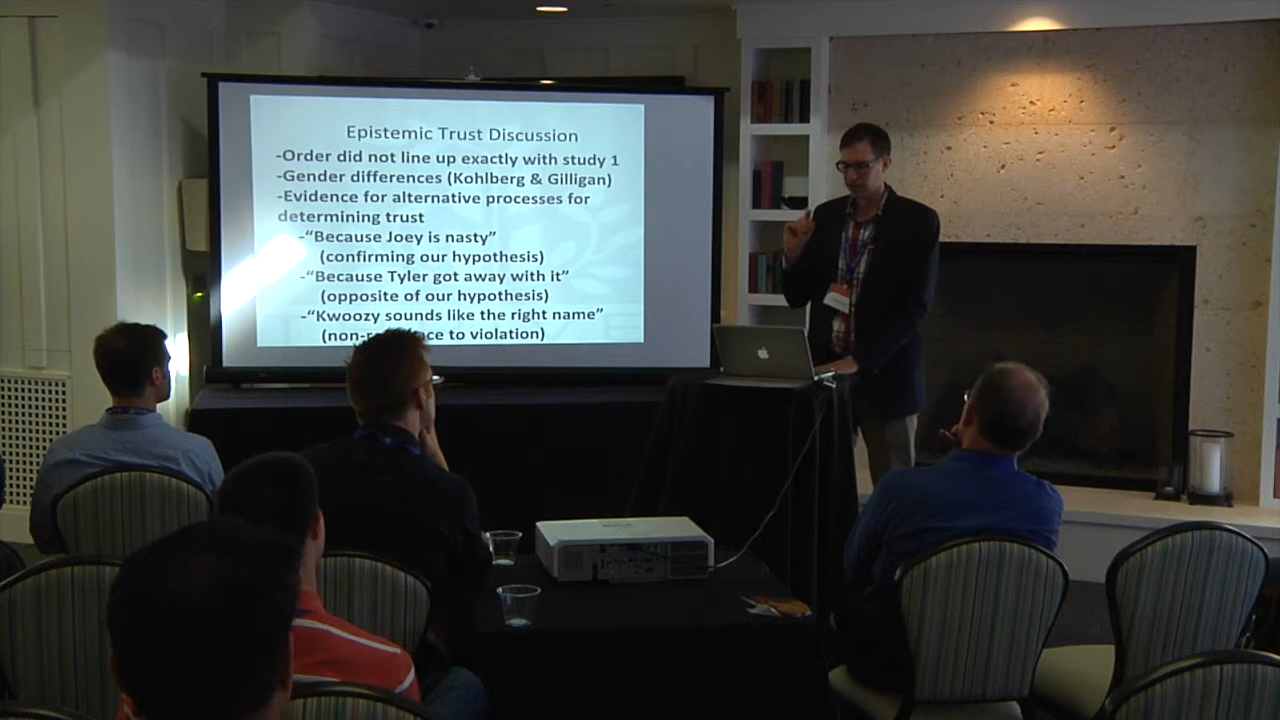 Epistemic Trust Discussion
-Order did not line up exactly with study 1
-Gender differences (Kohlberg & Gilligan)
-Evidence for alternative processes for
determining trust
-“Because Joey is nasty”
(confirming our hypothesis)
-“Because Tyler got away with it”
(opposite of our hypothesis)
-“Kwoozy sounds like the right name”
to violation)